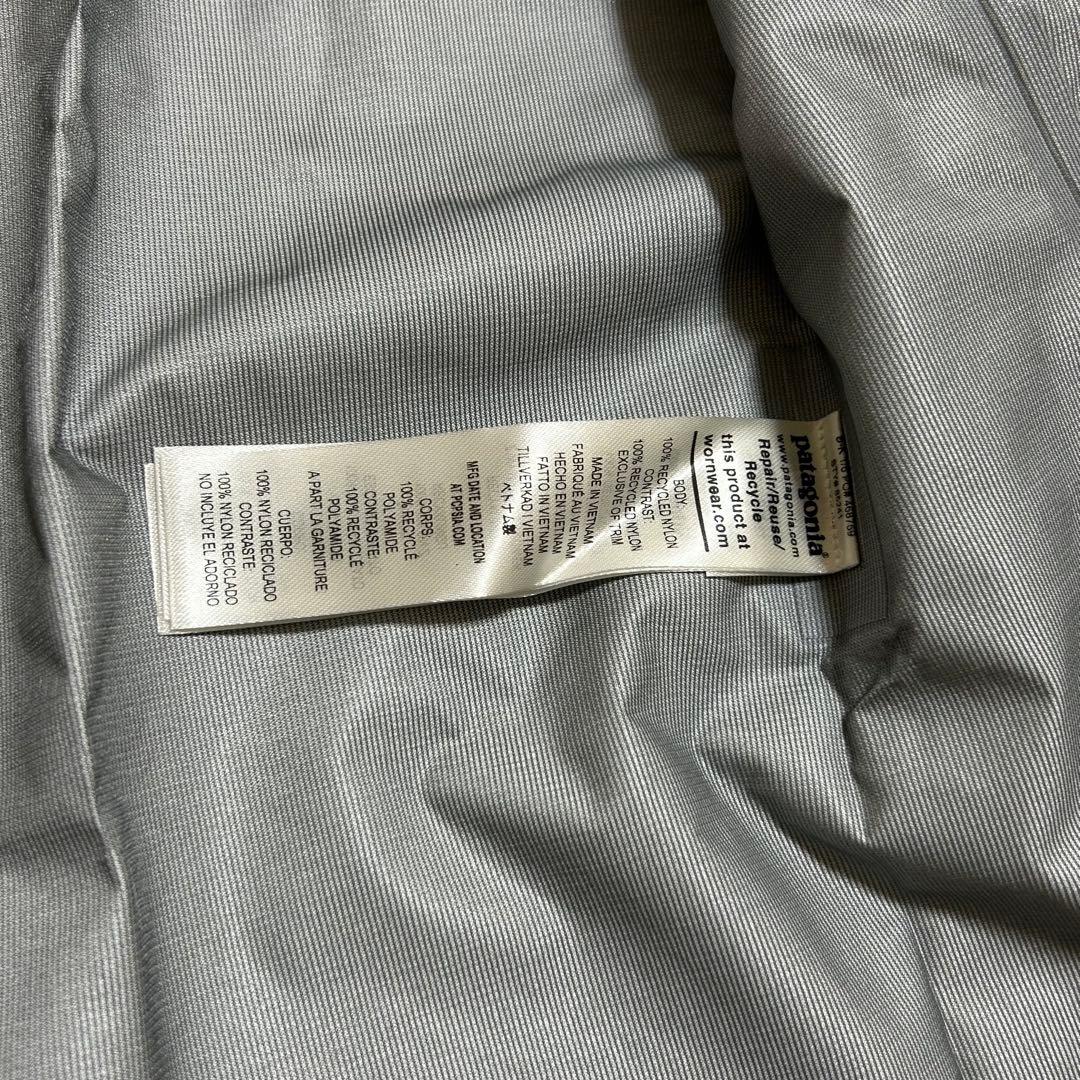 patagonia®
www.patagonia.com
Repair/Reuse/
Recycle
this product at
wornwear.com
BODY:
100% RECYCLED NYLON
CONTRAST:
100% RECYCLED NYLON
EXCLUSIVE OF TRIM
MADE IN VIETNAM
FABRIQUÉ AU VIETNAM
HECHO EN VIETNAM
FATTO IN VIETNAM
TILLVERKAD I VIETNAM
ベトナム製
MFG DATE AND LOCATION
AT PCPSIA.COM
CORPS:
100% RECYCLÉ
POLYAMIDE
CONTRASTE:
100% RECYCLÉ
POLYAMIDE
À PART LA GARNITURE
CUERPO:
100% NYLON RECICLADO
CONTRASTE:
100% NYLON RECICLADO
NO INCLUYE EL ADORNO